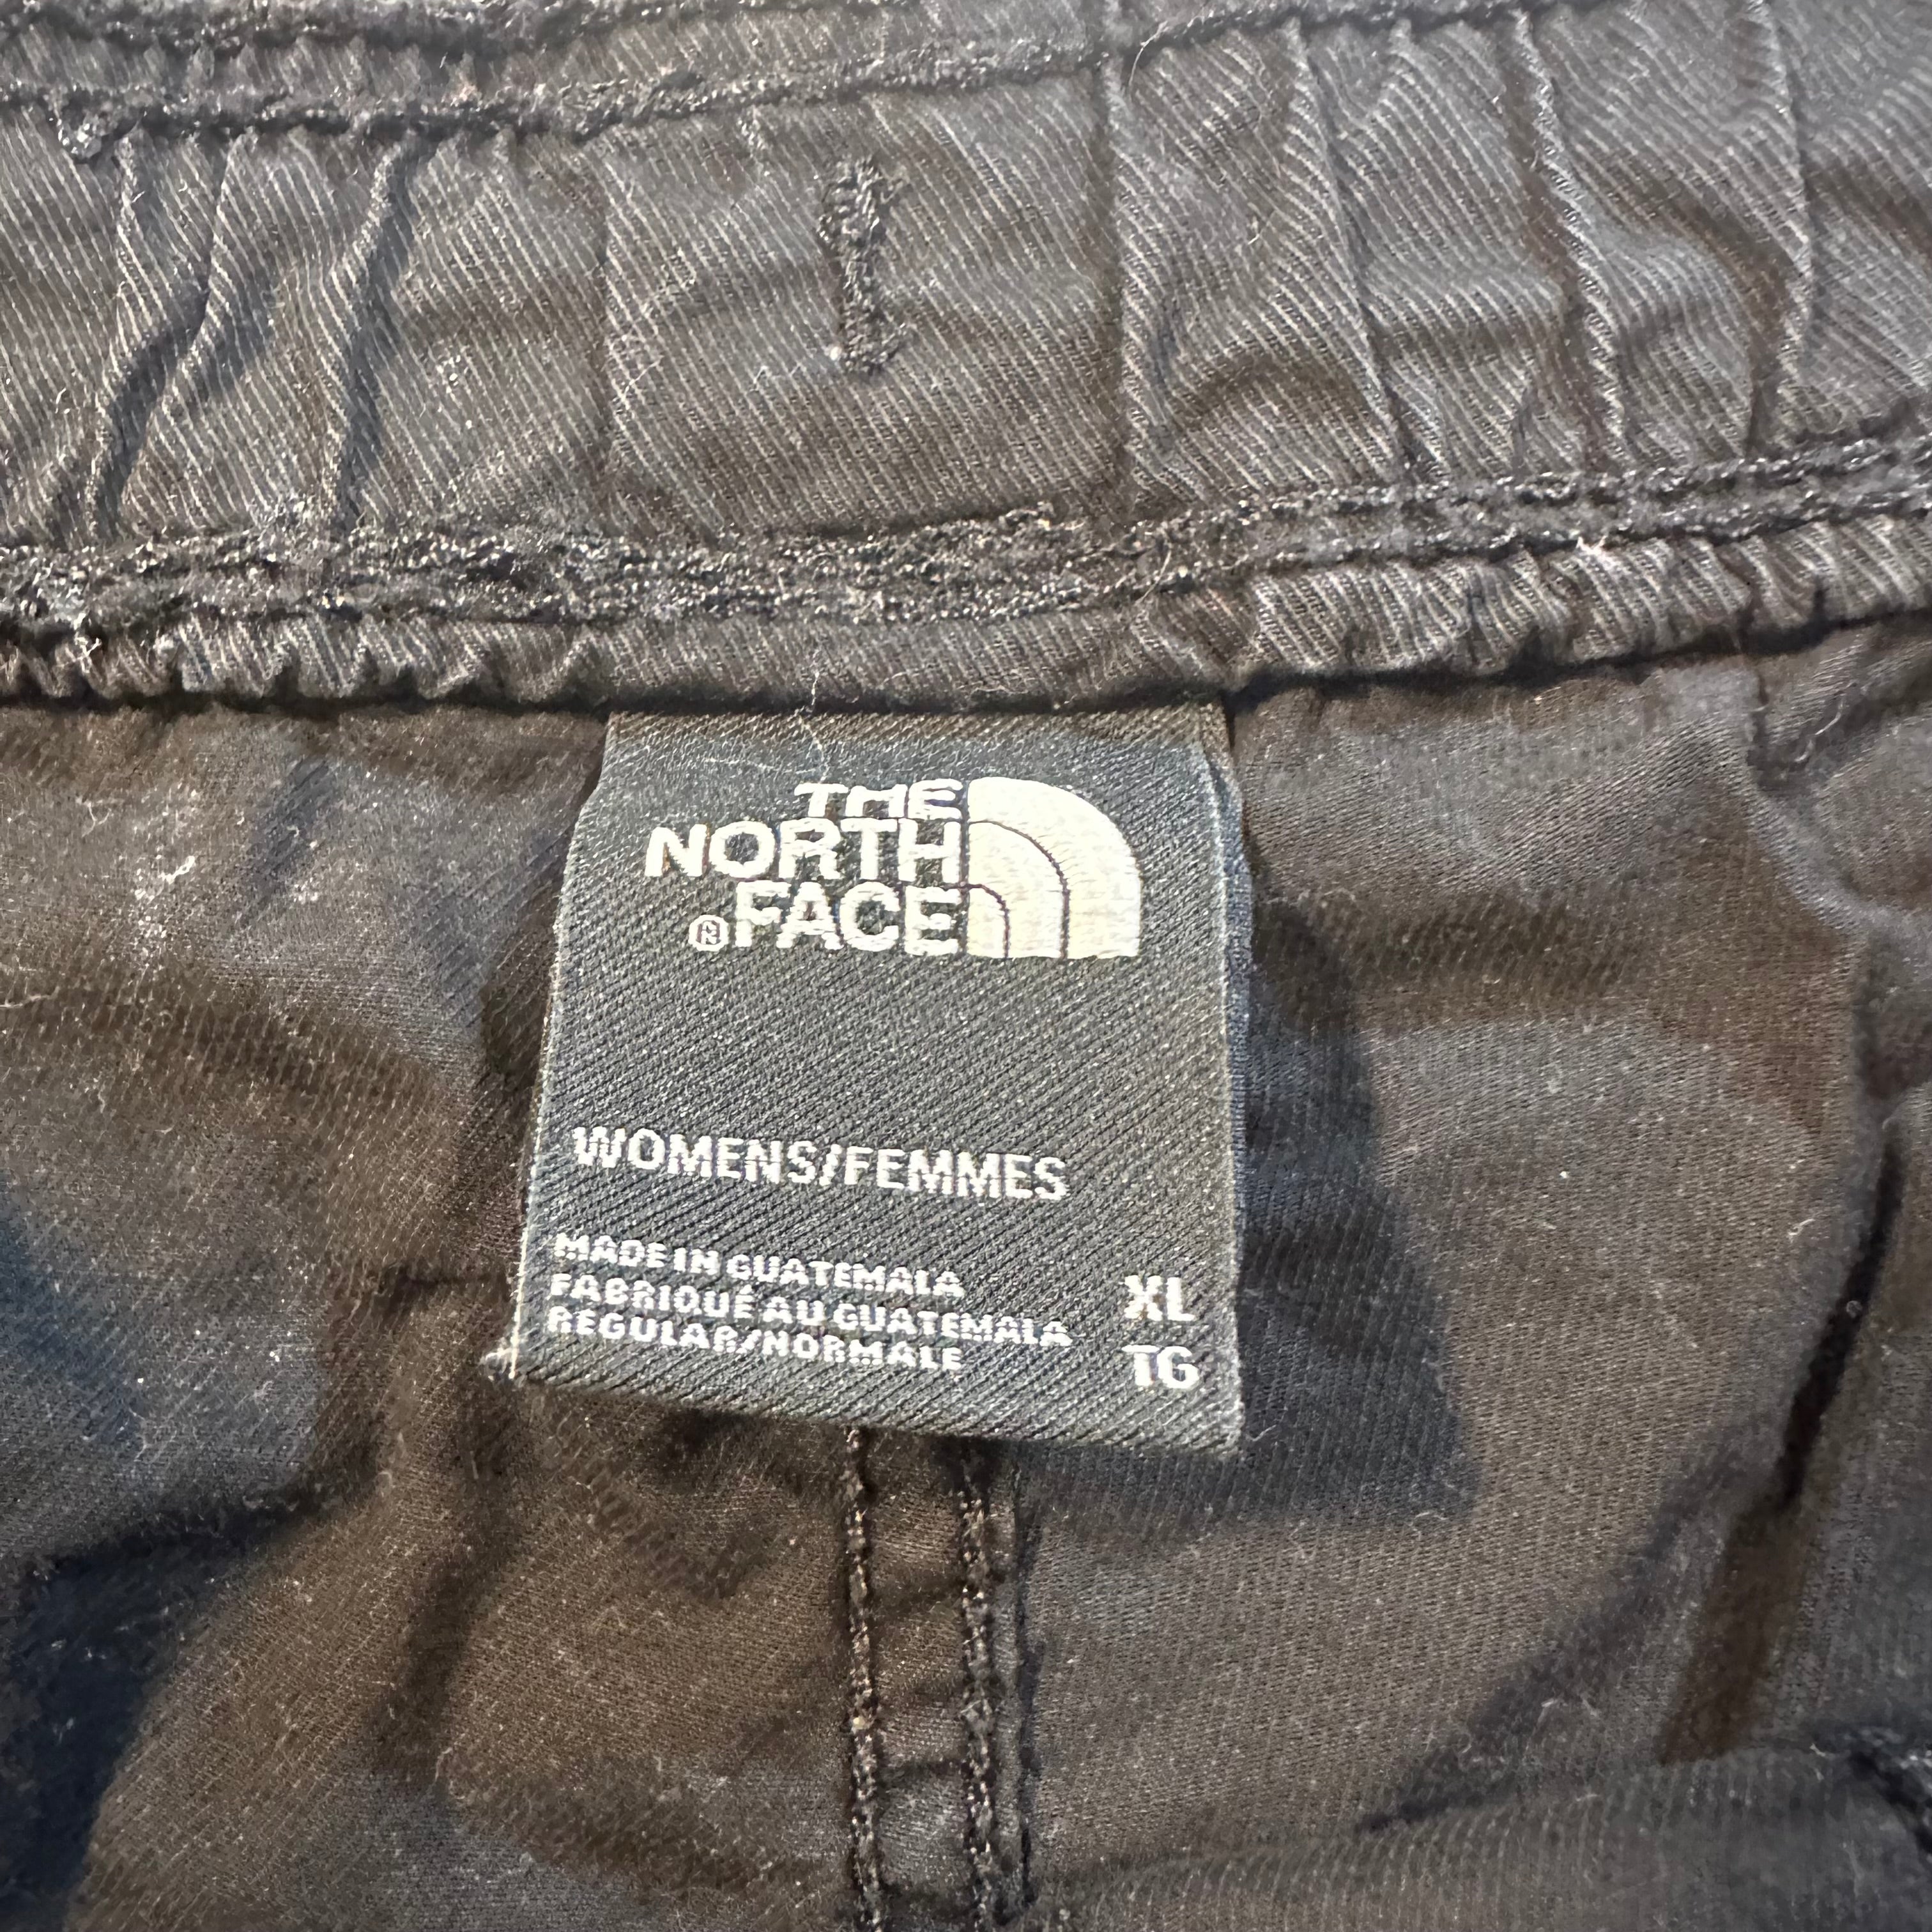 THE
NORTH
®FACE
WOMENS/FEMMES
MADE IN GUATEMALA
FABRIQUÉ AU GUATEMALA
REGULAR/NORMALE
XL
TG